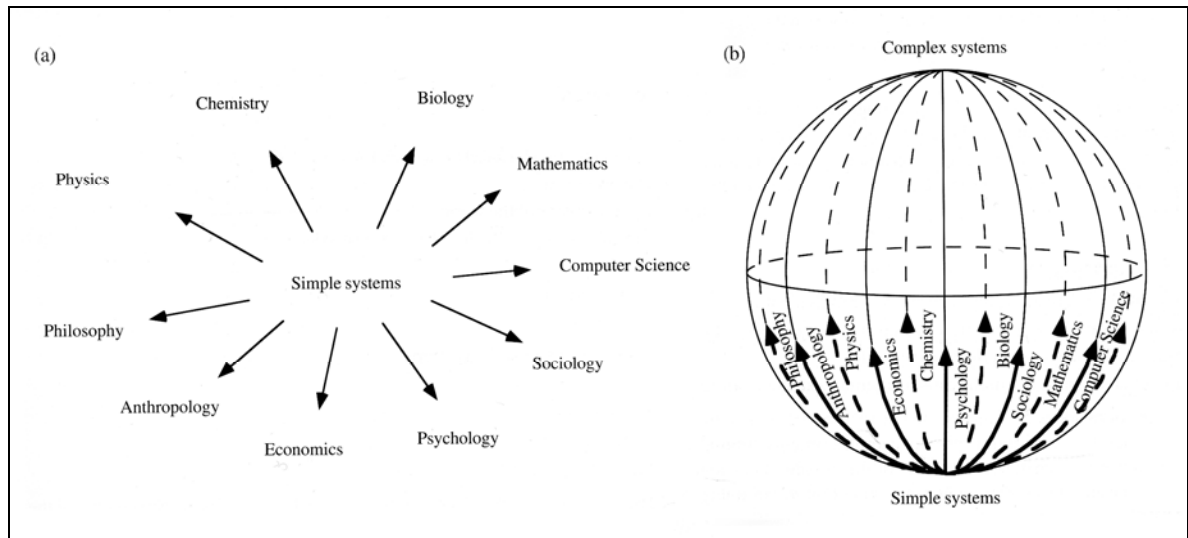 (a)
Chemistry
Biology
Physics
Mathematics
Simple systems
Computer Science
Philosophy
Sociology
Anthropology
Economics
Psychology
(b)
Complex systems
Philosophy
Anthropology
Physics
Economics
Chemistry
Psychology
Biology
Sociology
Mathematics
Computer Science
Simple systems